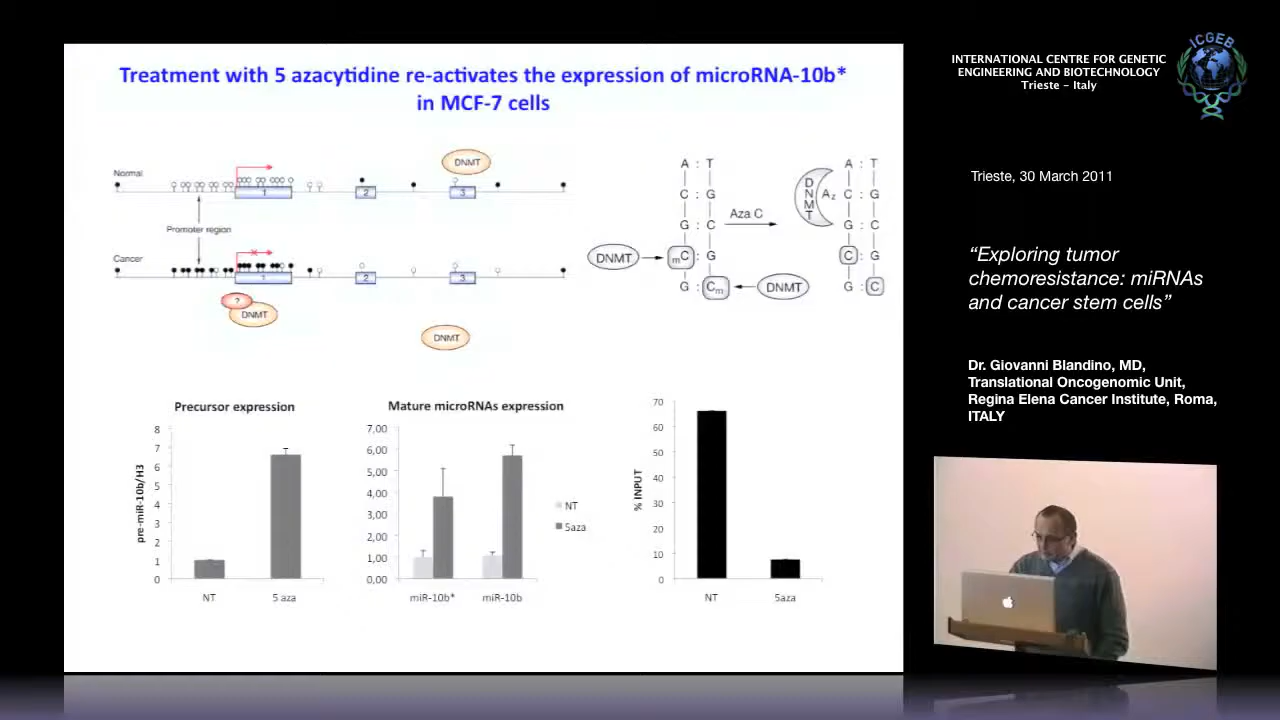 Treatment with 5 azacytidine re-activates the expression of microRNA-10b*
in MCF-7 cells
Normal
DNMT
1
2
3
Promoter region
Cancer
1
2
3
?
DNMT
DNMT
A : T
C : G
G : C
mC : G
G : Cm
DNMT
DNMT
Aza C
DNMT
Az
A : T
C : G
G : C
C : G
G : C
Precursor expression
pre-miR-10b/H3
8
7
6
5
4
3
2
1
0
NT
5 aza
Mature microRNAs expression
7,00
6,00
5,00
4,00
3,00
2,00
1,00
0,00
miR-10b*
miR-10b
NT
5aza
% INPUT
70
60
50
40
30
20
10
0
NT
5aza
INTERNATIONAL CENTRE FOR GENETIC
ENGINEERING AND BIOTECHNOLOGY
Trieste - Italy
ICGEB
Trieste, 30 March 2011
“Exploring tumor
chemoresistance: miRNAs
and cancer stem cells”
Dr. Giovanni Blandino, MD,
Translational Oncogenomic Unit,
Regina Elena Cancer Institute, Roma,
ITALY